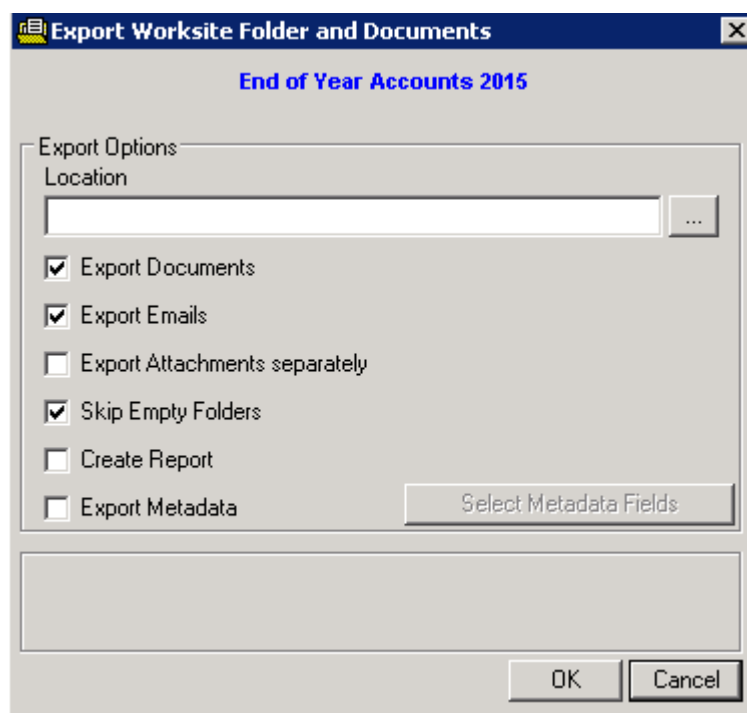 Export Worksite Folder and Documents
End of Year Accounts 2015
Export Options
Location
...
Export Documents
Export Emails
Export Attachments separately
Skip Empty Folders
Create Report
Export Metadata
Select Metadata Fields
OK
Cancel